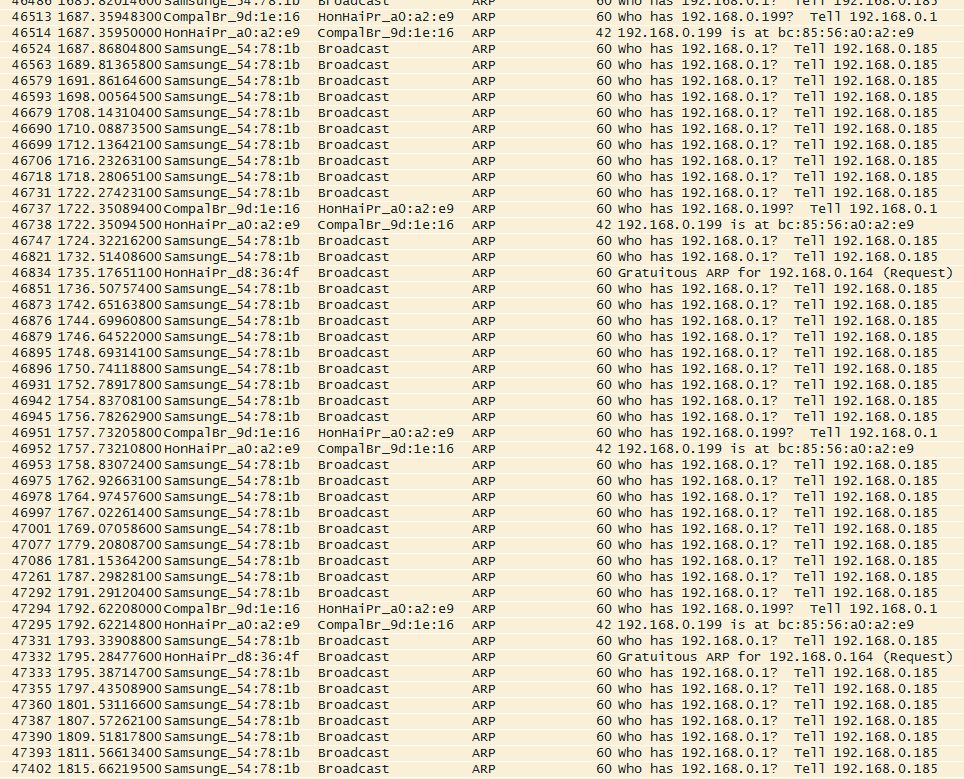 46486 1685.82014600 SamsungE_54:78:1b Broadcast ARP 60 Who has 192.168.0.1? Tell 192.168.0.185
46513 1687.35948300 CompalBr_9d:1e:16 HonHaiPr_a0:a2:e9 ARP 60 Who has 192.168.0.199? Tell 192.168.0.1
46514 1687.35950000 HonHaiPr_a0:a2:e9 CompalBr_9d:1e:16 ARP 42 192.168.0.199 is at bc:85:56:a0:a2:e9
46524 1687.86804800 SamsungE_54:78:1b Broadcast ARP 60 Who has 192.168.0.1? Tell 192.168.0.185
46563 1689.81365800 SamsungE_54:78:1b Broadcast ARP 60 Who has 192.168.0.1? Tell 192.168.0.185
46579 1691.86164600 SamsungE_54:78:1b Broadcast ARP 60 Who has 192.168.0.1? Tell 192.168.0.185
46593 1698.00564500 SamsungE_54:78:1b Broadcast ARP 60 Who has 192.168.0.1? Tell 192.168.0.185
46679 1708.14310400 SamsungE_54:78:1b Broadcast ARP 60 Who has 192.168.0.1? Tell 192.168.0.185
46690 1710.08873500 SamsungE_54:78:1b Broadcast ARP 60 Who has 192.168.0.1? Tell 192.168.0.185
46699 1712.13642100 SamsungE_54:78:1b Broadcast ARP 60 Who has 192.168.0.1? Tell 192.168.0.185
46706 1716.23263100 SamsungE_54:78:1b Broadcast ARP 60 Who has 192.168.0.1? Tell 192.168.0.185
46718 1718.28065100 SamsungE_54:78:1b Broadcast ARP 60 Who has 192.168.0.1? Tell 192.168.0.185
46731 1722.27423100 SamsungE_54:78:1b Broadcast ARP 60 Who has 192.168.0.1? Tell 192.168.0.185
46737 1722.35089400 CompalBr_9d:1e:16 HonHaiPr_a0:a2:e9 ARP 60 Who has 192.168.0.199? Tell 192.168.0.1
46738 1722.35094500 HonHaiPr_a0:a2:e9 CompalBr_9d:1e:16 ARP 42 192.168.0.199 is at bc:85:56:a0:a2:e9
46747 1724.32216200 SamsungE_54:78:1b Broadcast ARP 60 Who has 192.168.0.1? Tell 192.168.0.185
46821 1732.51408600 SamsungE_54:78:1b Broadcast ARP 60 Who has 192.168.0.1? Tell 192.168.0.185
46834 1735.17651100 HonHaiPr_d8:36:4f Broadcast ARP 60 Gratuitous ARP for 192.168.0.164 (Request)
46851 1736.50757400 SamsungE_54:78:1b Broadcast ARP 60 Who has 192.168.0.1? Tell 192.168.0.185
46873 1742.65163800 SamsungE_54:78:1b Broadcast ARP 60 Who has 192.168.0.1? Tell 192.168.0.185
46876 1744.69960800 SamsungE_54:78:1b Broadcast ARP 60 Who has 192.168.0.1? Tell 192.168.0.185
46879 1746.64522000 SamsungE_54:78:1b Broadcast ARP 60 Who has 192.168.0.1? Tell 192.168.0.185
46895 1748.69314100 SamsungE_54:78:1b Broadcast ARP 60 Who has 192.168.0.1? Tell 192.168.0.185
46896 1750.74118800 SamsungE_54:78:1b Broadcast ARP 60 Who has 192.168.0.1? Tell 192.168.0.185
46931 1752.78917800 SamsungE_54:78:1b Broadcast ARP 60 Who has 192.168.0.1? Tell 192.168.0.185
46942 1754.83708100 SamsungE_54:78:1b Broadcast ARP 60 Who has 192.168.0.1? Tell 192.168.0.185
46945 1756.78262900 SamsungE_54:78:1b Broadcast ARP 60 Who has 192.168.0.1? Tell 192.168.0.185
46951 1757.73205800 CompalBr_9d:1e:16 HonHaiPr_a0:a2:e9 ARP 60 Who has 192.168.0.199? Tell 192.168.0.1
46952 1757.73210800 HonHaiPr_a0:a2:e9 CompalBr_9d:1e:16 ARP 42 192.168.0.199 is at bc:85:56:a0:a2:e9
46953 1758.83072400 SamsungE_54:78:1b Broadcast ARP 60 Who has 192.168.0.1? Tell 192.168.0.185
46975 1762.92663100 SamsungE_54:78:1b Broadcast ARP 60 Who has 192.168.0.1? Tell 192.168.0.185
46978 1764.97457600 SamsungE_54:78:1b Broadcast ARP 60 Who has 192.168.0.1? Tell 192.168.0.185
46997 1767.02261400 SamsungE_54:78:1b Broadcast ARP 60 Who has 192.168.0.1? Tell 192.168.0.185
47001 1769.07058600 SamsungE_54:78:1b Broadcast ARP 60 Who has 192.168.0.1? Tell 192.168.0.185
47077 1779.20808700 SamsungE_54:78:1b Broadcast ARP 60 Who has 192.168.0.1? Tell 192.168.0.185
47086 1781.15364200 SamsungE_54:78:1b Broadcast ARP 60 Who has 192.168.0.1? Tell 192.168.0.185
47261 1787.29828100 SamsungE_54:78:1b Broadcast ARP 60 Who has 192.168.0.1? Tell 192.168.0.185
47292 1791.29120400 SamsungE_54:78:1b Broadcast ARP 60 Who has 192.168.0.1? Tell 192.168.0.185
47294 1792.62208000 CompalBr_9d:1e:16 HonHaiPr_a0:a2:e9 ARP 60 Who has 192.168.0.199? Tell 192.168.0.1
47295 1792.62214800 HonHaiPr_a0:a2:e9 CompalBr_9d:1e:16 ARP 42 192.168.0.199 is at bc:85:56:a0:a2:e9
47331 1793.33908800 SamsungE_54:78:1b Broadcast ARP 60 Who has 192.168.0.1? Tell 192.168.0.185
47332 1795.28477600 HonHaiPr_d8:36:4f Broadcast ARP 60 Gratuitous ARP for 192.168.0.164 (Request)
47333 1795.38714700 SamsungE_54:78:1b Broadcast ARP 60 Who has 192.168.0.1? Tell 192.168.0.185
47355 1797.43508900 SamsungE_54:78:1b Broadcast ARP 60 Who has 192.168.0.1? Tell 192.168.0.185
47360 1801.53116600 SamsungE_54:78:1b Broadcast ARP 60 Who has 192.168.0.1? Tell 192.168.0.185
47387 1807.57262100 SamsungE_54:78:1b Broadcast ARP 60 Who has 192.168.0.1? Tell 192.168.0.185
47390 1809.51817800 SamsungE_54:78:1b Broadcast ARP 60 Who has 192.168.0.1? Tell 192.168.0.185
47393 1811.56613400 SamsungE_54:78:1b Broadcast ARP 60 Who has 192.168.0.1? Tell 192.168.0.185
47402 1815.66219500 SamsungE_54:78:1b Broadcast ARP 60 Who has 192.168.0.1? Tell 192.168.0.185